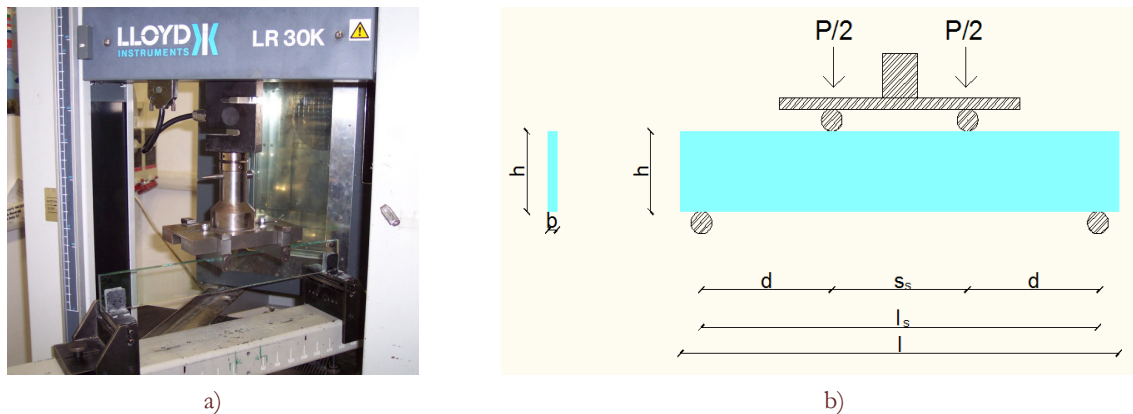 LLOYD
INSTRUMENTS
LR 30K
P/2 P/2
h
h
b
d ss d
ls
l
a) b)